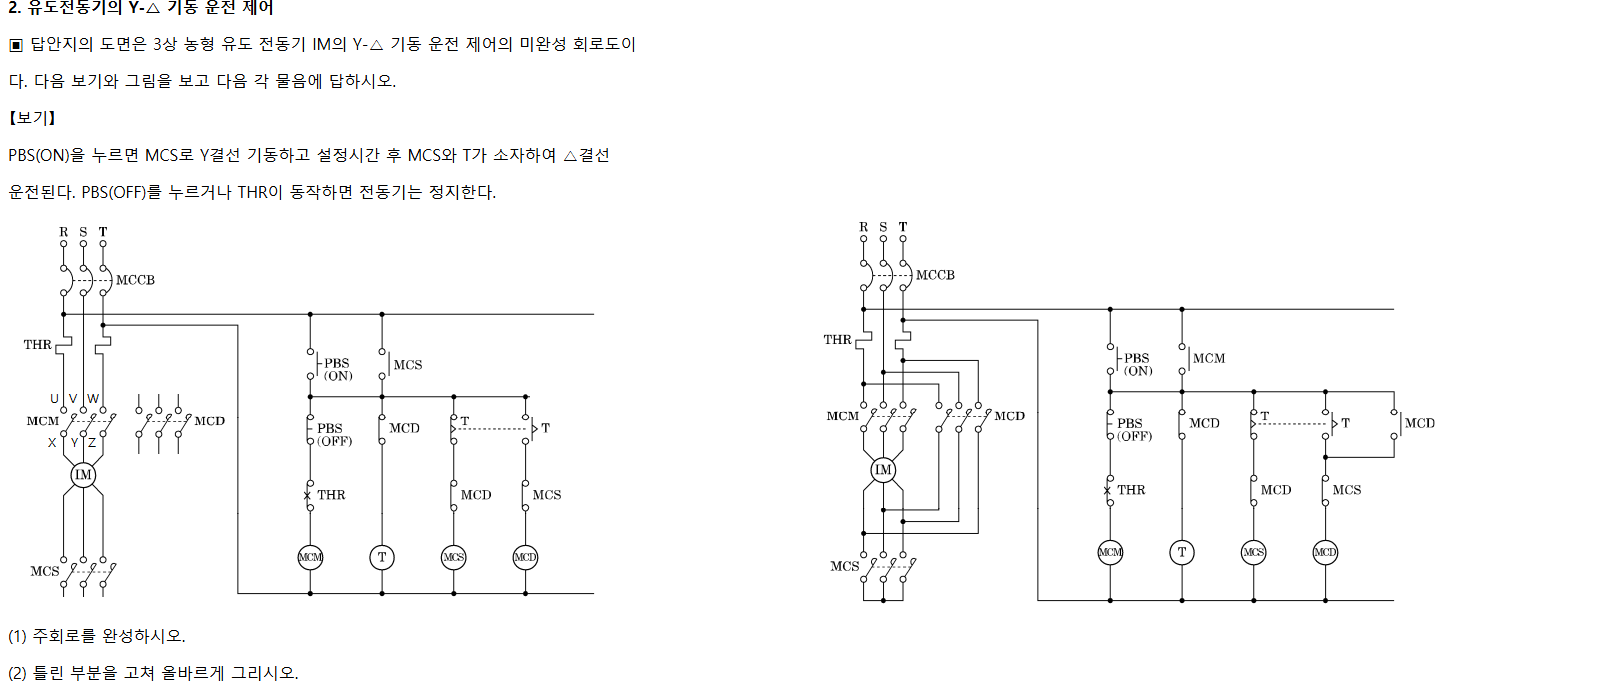 2. 유도전동기의 Y-△ 기동 운전 제어
▣ 답안지의 도면은 3상 농형 유도 전동기 IM의 Y-△ 기동 운전 제어의 미완성 회로도이
다. 다음 보기와 그림을 보고 다음 각 물음에 답하시오.
【보기】
PBS(ON)을 누르면 MCS로 Y결선 기동하고 설정시간 후 MCS와 T가 소자하여 △결선
운전된다. PBS(OFF)를 누르거나 THR이 동작하면 전동기는 정지한다.
R S T
MCCB
THR
PBS
(ON)
MCS
U V W
MCM
MCD
X Y Z
IM
PBS
(OFF)
MCD
T
T
THR
MCD
MCS
MCM
T
MCS
MCD
MCS
R S T
MCCB
THR
PBS
(ON)
MCM
MCM
MCD
IM
PBS
(OFF)
MCD
T
T
MCD
THR
MCD
MCS
MCM
T
MCS
MCD
MCS
(1) 주회로를 완성하시오.
(2) 틀린 부분을 고쳐 올바르게 그리시오.